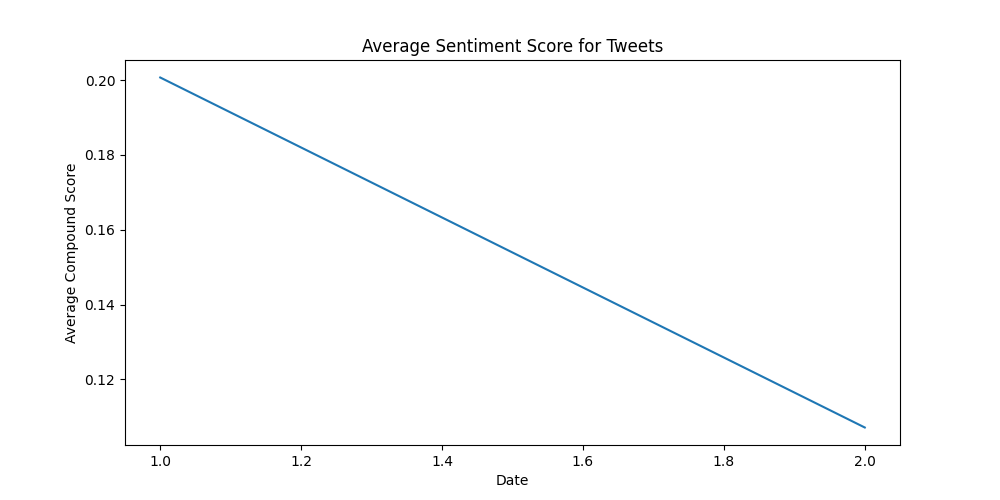 Average Sentiment Score for Tweets
0.20
0.18
0.16
0.14
0.12
Average Compound Score
1.0 1.2 1.4 1.6 1.8 2.0
Date